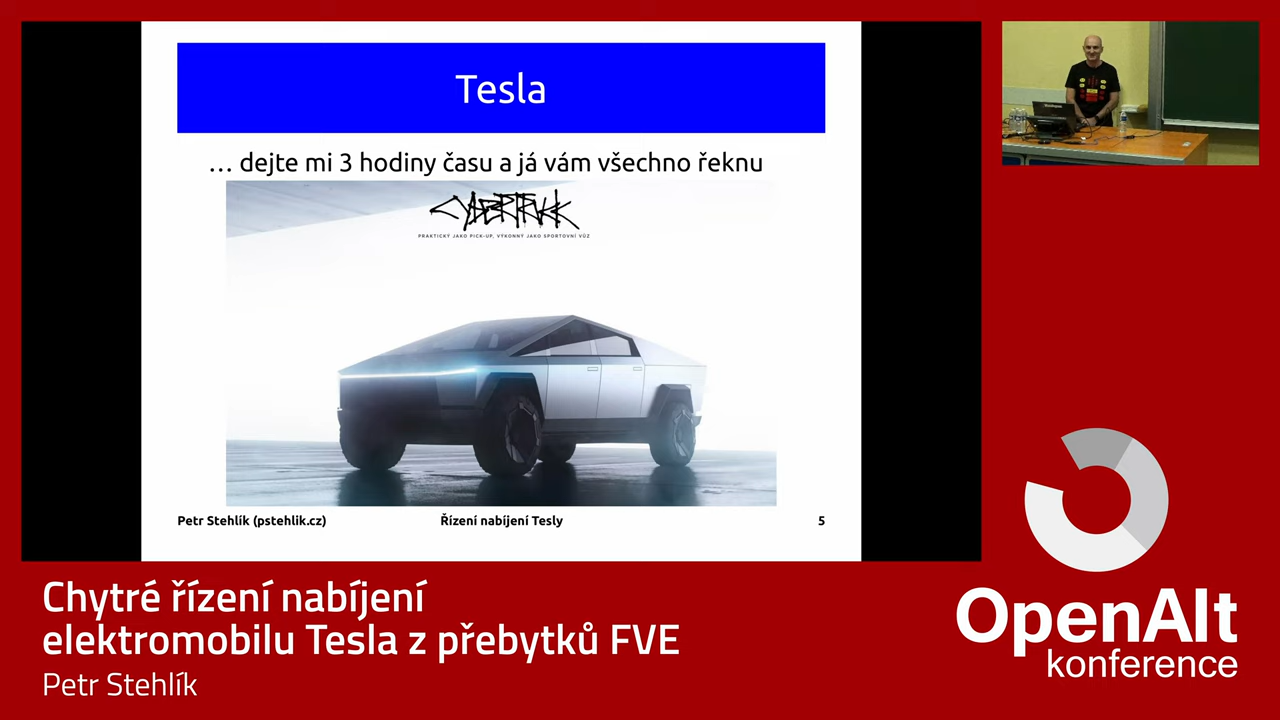 Tesla
… dejte mi 3 hodiny času a já vám všechno řeknu
CYBERTRUCK
PRAKTICKÝ JAKO PICK-UP, VÝKONNÝ JAKO SPORTOVNÍ VŮZ
Petr Stehlík (pstehlik.cz) Řízení nabíjení Tesly 5
Chytré řízení nabíjení
elektromobilu Tesla z přebytků FVE
Petr Stehlík
OpenAlt
konference